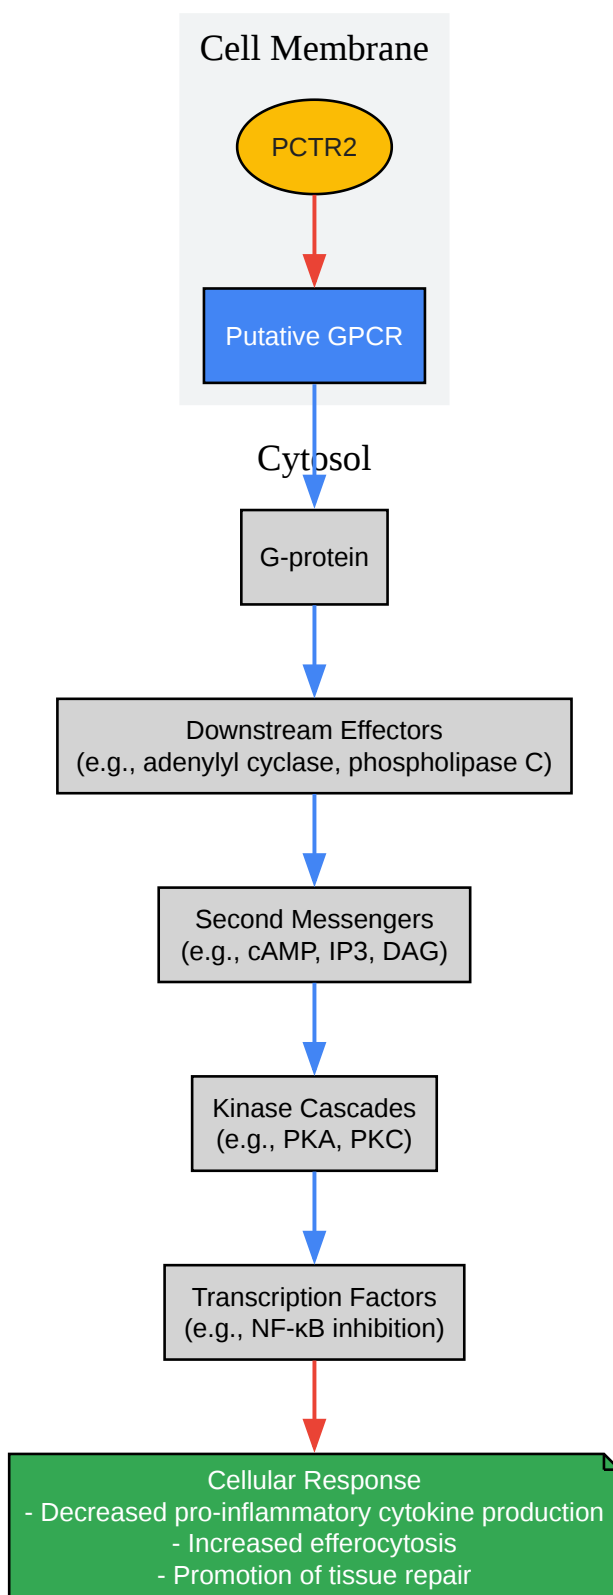 Cell Membrane
PCTR2
Putative GPCR
Cytosol
G-protein
Downstream Effectors
(e.g., adenylyl cyclase, phospholipase C)
Second Messengers
(e.g., cAMP, IP3, DAG)
Kinase Cascades
(e.g., PKA, PKC)
Transcription Factors
(e.g., NF-κB inhibition)
Cellular Response
- Decreased pro-inflammatory cytokine production
- Increased efferocytosis
- Promotion of tissue repair